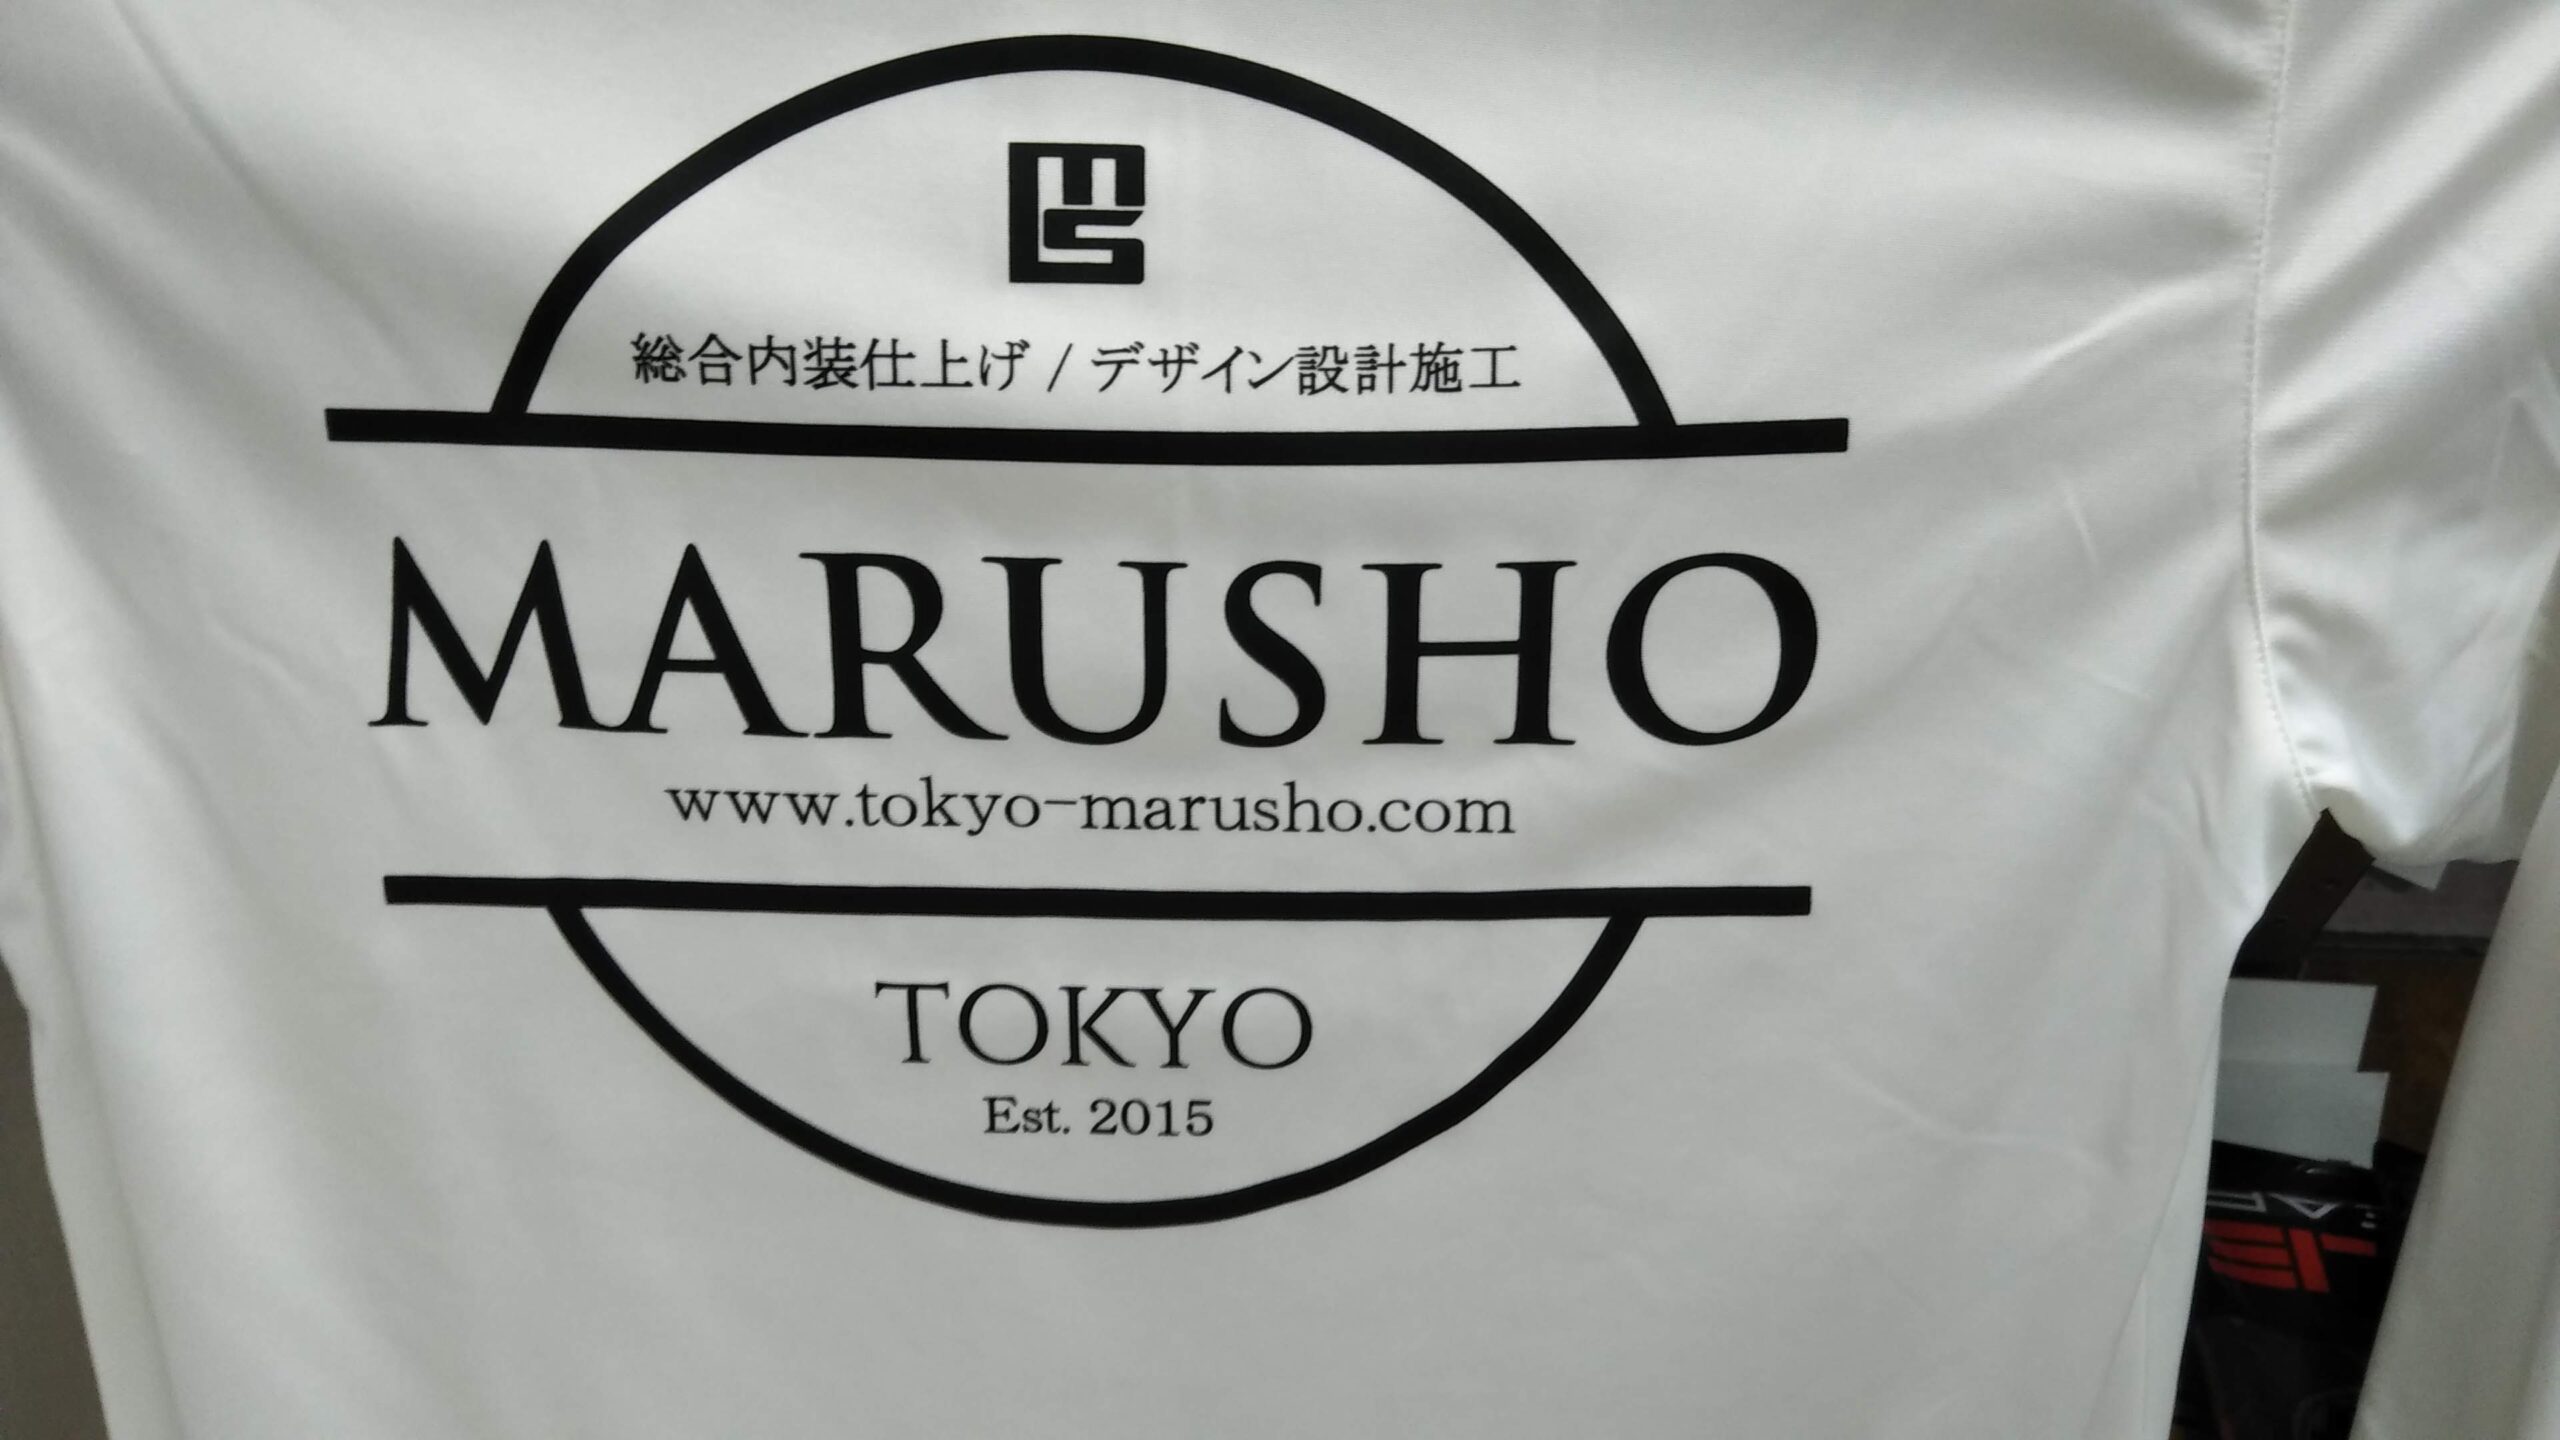 MS
総合内装仕上げ / デザイン設計施工
MARUSHO
www.tokyo-marusho.com
TOKYO
Est. 2015